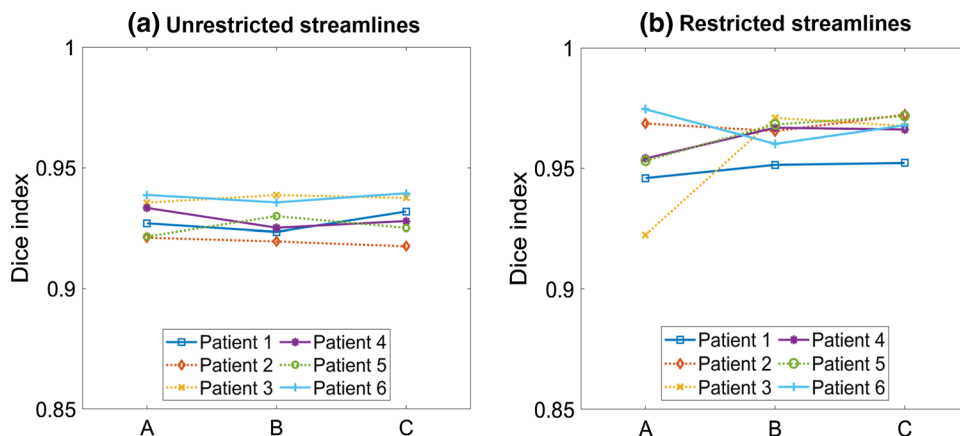 (a) Unrestricted streamlines
1
0.95
0.9
0.85
Dice index
Patient 1 Patient 4
Patient 2 Patient 5
Patient 3 Patient 6
A B C
(b) Restricted streamlines
1
0.95
0.9
0.85
Dice index
Patient 1 Patient 4
Patient 2 Patient 5
Patient 3 Patient 6
A B C